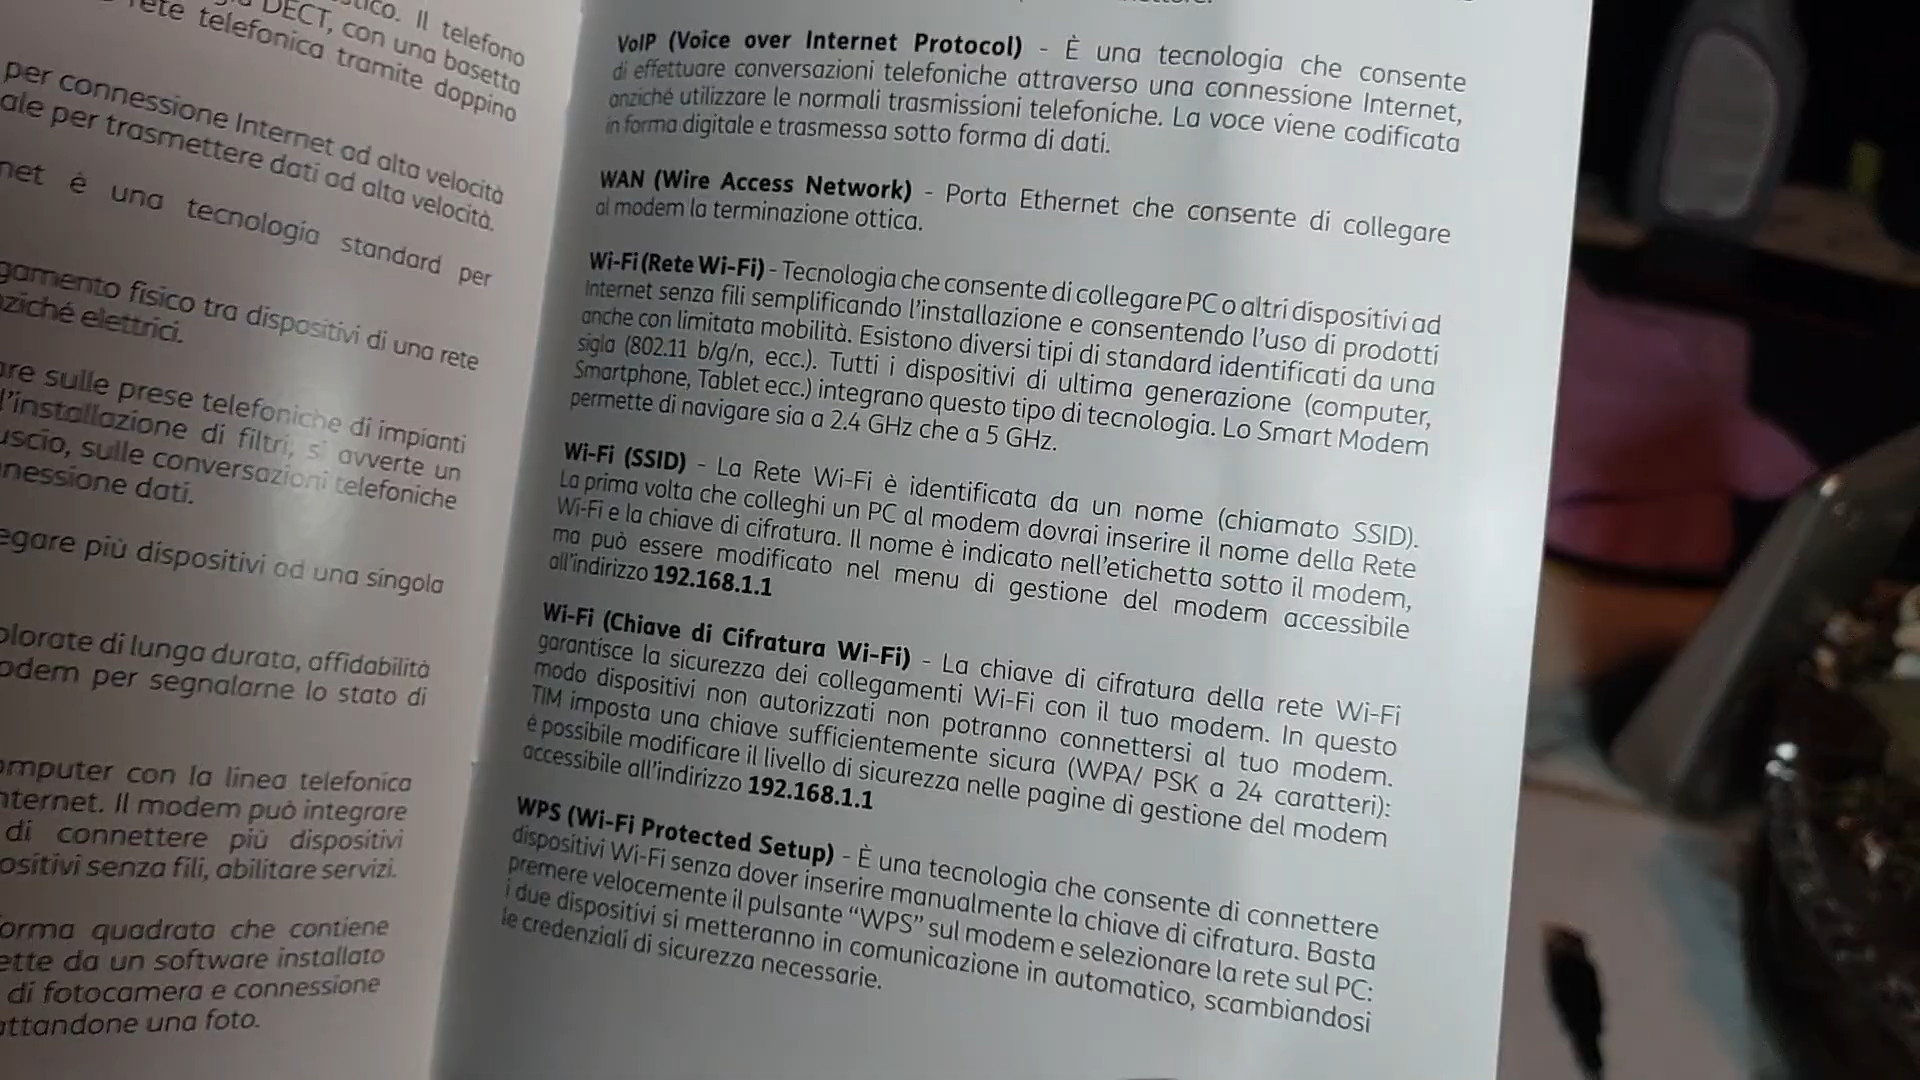 stico. Il telefono
DECT, con una basetta
rete telefonica tramite doppino
per connessione Internet ad alta velocità
ale per trasmettere dati ad alta velocità.
net è una tecnologia standard per
gamento fisico tra dispositivi di una rete
ziché elettrici.
are sulle prese telefoniche di impianti
l'installazione di filtri, si avverte un
uscio, sulle conversazioni telefoniche
nnessione dati.
egare più dispositivi ad una singola
olorate di lunga durata, affidabilità
odem per segnalarne lo stato di
omputer con la linea telefonica
nternet. Il modem può integrare
di connettere più dispositivi
ositivi senza fili, abilitare servizi.
orma quadrata che contiene
ette da un software installato
di fotocamera e connessione
attandone una foto.
VoIP (Voice over Internet Protocol) - È una tecnologia che consente
di effettuare conversazioni telefoniche attraverso una connessione Internet,
anziché utilizzare le normali trasmissioni telefoniche. La voce viene codificata
in forma digitale e trasmessa sotto forma di dati.
WAN (Wire Access Network) - Porta Ethernet che consente di collegare
al modem la terminazione ottica.
Wi-Fi (Rete Wi-Fi) - Tecnologia che consente di collegare PC o altri dispositivi ad
Internet senza fili semplificando l'installazione e consentendo l'uso di prodotti
anche con limitata mobilità. Esistono diversi tipi di standard identificati da una
sigla (802.11 b/g/n, ecc.). Tutti i dispositivi di ultima generazione (computer,
Smartphone, Tablet ecc.) integrano questo tipo di tecnologia. Lo Smart Modem
permette di navigare sia a 2.4 GHz che a 5 GHz.
Wi-Fi (SSID) - La Rete Wi-Fi è identificata da un nome (chiamato SSID).
La prima volta che colleghi un PC al modem dovrai inserire il nome della Rete
Wi-Fi e la chiave di cifratura. Il nome è indicato nell'etichetta sotto il modem,
ma può essere modificato nel menu di gestione del modem accessibile
all'indirizzo 192.168.1.1
Wi-Fi (Chiave di Cifratura Wi-Fi) - La chiave di cifratura della rete Wi-Fi
garantisce la sicurezza dei collegamenti Wi-Fi con il tuo modem. In questo
modo dispositivi non autorizzati non potranno connettersi al tuo modem.
TIM imposta una chiave sufficientemente sicura (WPA/ PSK a 24 caratteri):
è possibile modificare il livello di sicurezza nelle pagine di gestione del modem
accessibile all'indirizzo 192.168.1.1
WPS (Wi-Fi Protected Setup) - È una tecnologia che consente di connettere
dispositivi Wi-Fi senza dover inserire manualmente la chiave di cifratura. Basta
premere velocemente il pulsante "WPS" sul modem e selezionare la rete sul PC:
i due dispositivi si metteranno in comunicazione in automatico, scambiandosi
le credenziali di sicurezza necessarie.